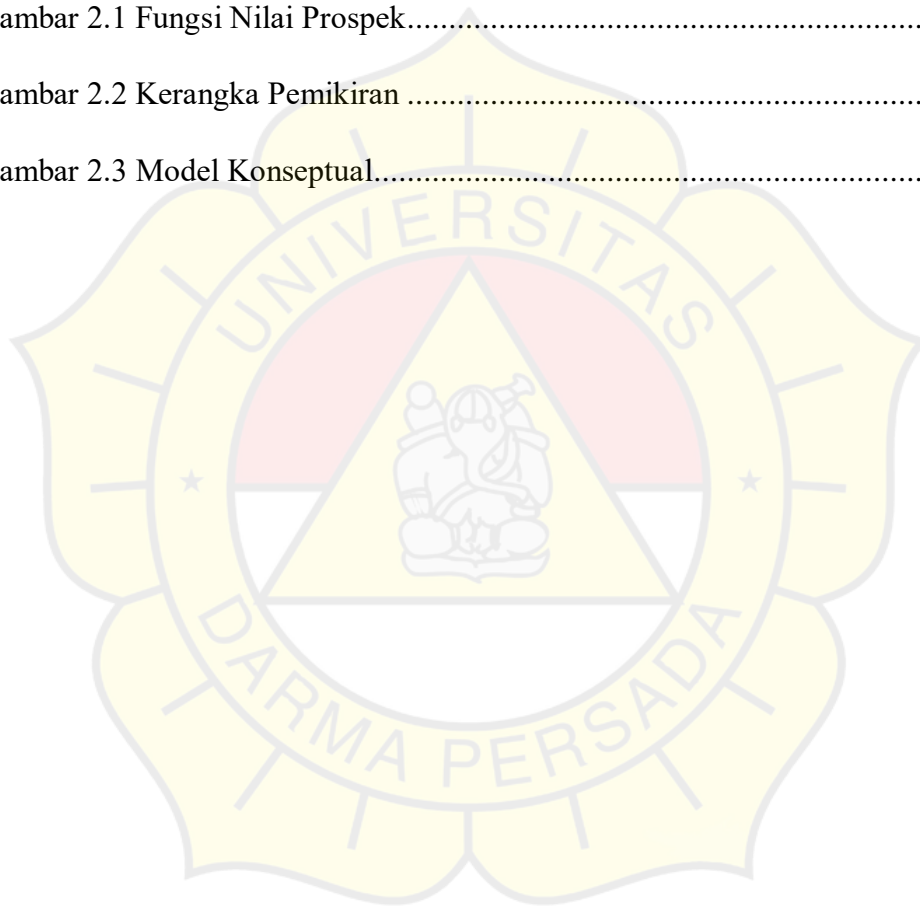 ambar 2.1 Fungsi Nilai Prospek.......................................................................
ambar 2.2 Kerangka Pemikiran .......................................................................
ambar 2.3 Model Konseptual...........................................................................
UNIVERSITAS
DARMA PERSADA